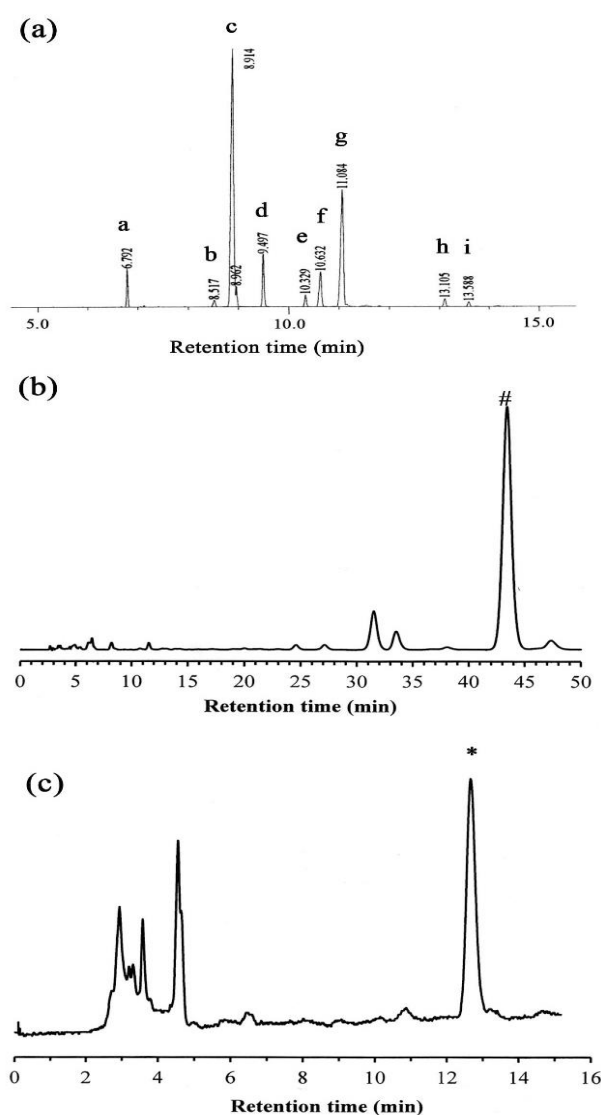 (a)
c
8.914
g
11.084
a
6.792
b
8.517
8.962
d
9.497
e
10.329
f
10.632
h
13.105
i
13.588
5.0 10.0 15.0
Retention time (min)
(b)
#
0 5 10 15 20 25 30 35 40 45 50
Retention time (min)
(c)
*
0 2 4 6 8 10 12 14 16
Retention time (min)